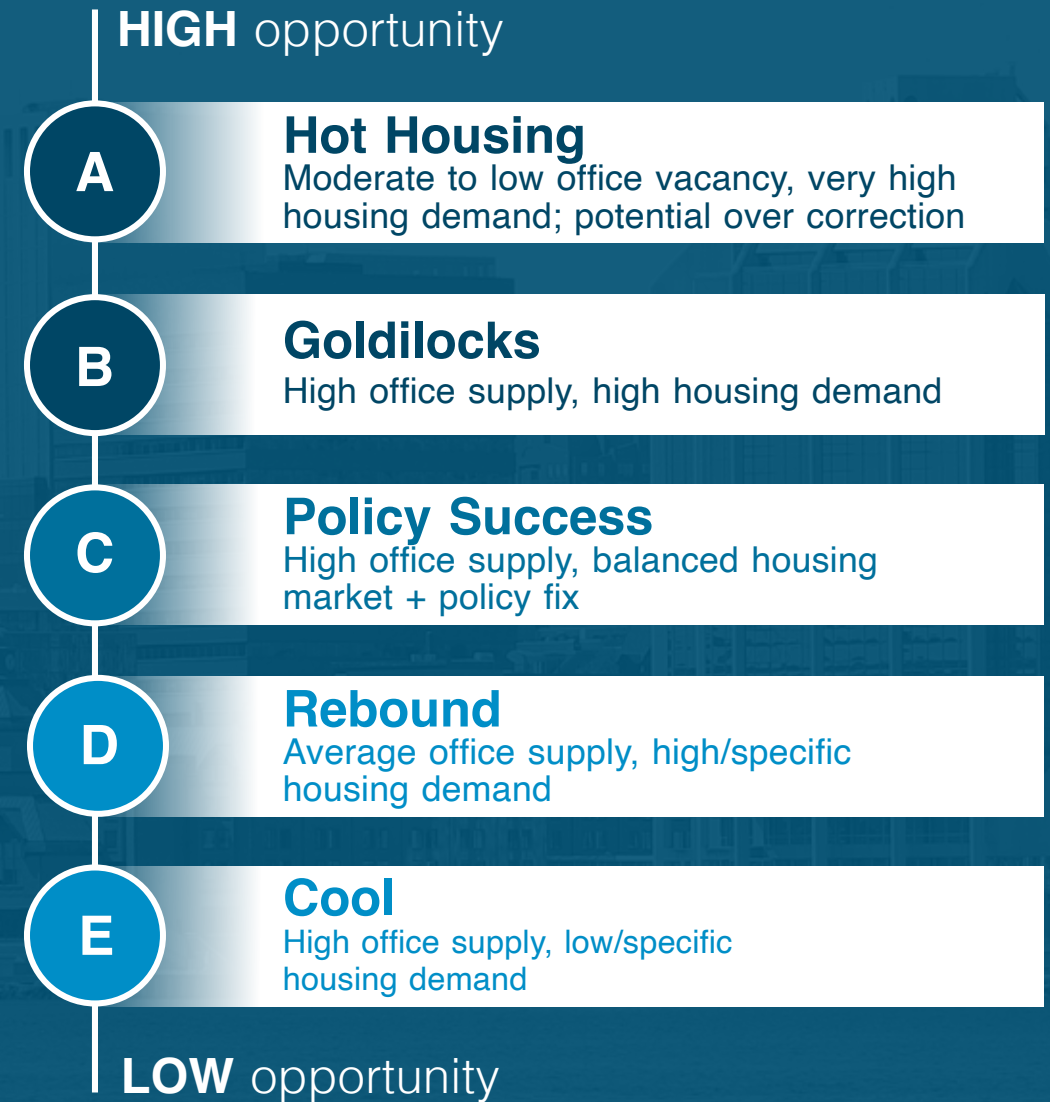 HIGH opportunity
A
Hot Housing
Moderate to low office vacancy, very high
housing demand; potential over correction
B
Goldilocks
High office supply, high housing demand
C
Policy Success
High office supply, balanced housing
market + policy fix
D
Rebound
Average office supply, high/specific
housing demand
E
Cool
High office supply, low/specific
housing demand
LOW opportunity